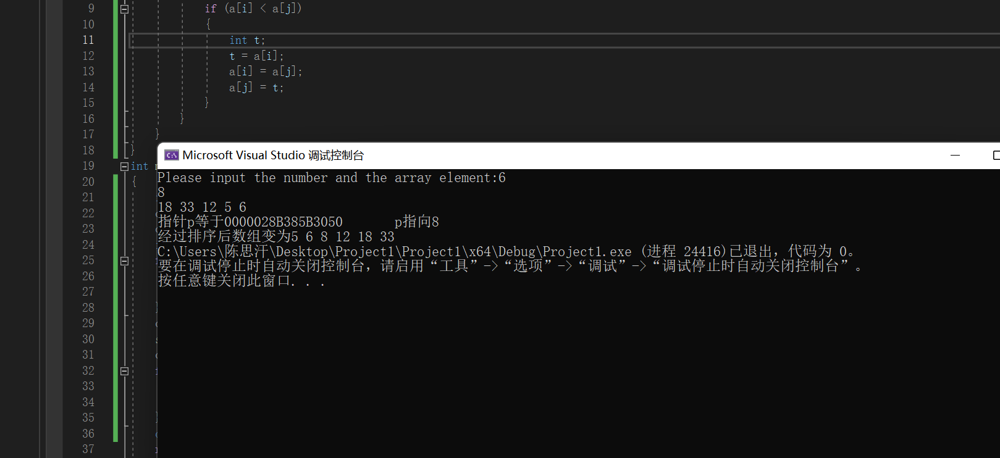 9 if (a[i] < a[j])
10 {
11 int t;
12 t = a[i];
13 a[i] = a[j];
14 a[j] = t;
15 }
16 }
17 }
18 }
Microsoft Visual Studio 调试控制台
19 int
20 {
Please input the number and the array element:6
21
8
22
18 33 12 5 6
23
指针p等于0000028B385B3050 p指向8
24
经过排序后数组变为5 6 8 12 18 33
25
C:\Users\陈思汗\Desktop\Project1\Project1\x64\Debug\Project1.exe (进程 24416)已退出，代码为 0。
26
要在调试停止时自动关闭控制台，请启用“工具”->“选项”->“调试”->“调试停止时自动关闭控制台”。
27
按任意键关闭此窗口. . .
28
29
30
31
32
33
34
35
36
37